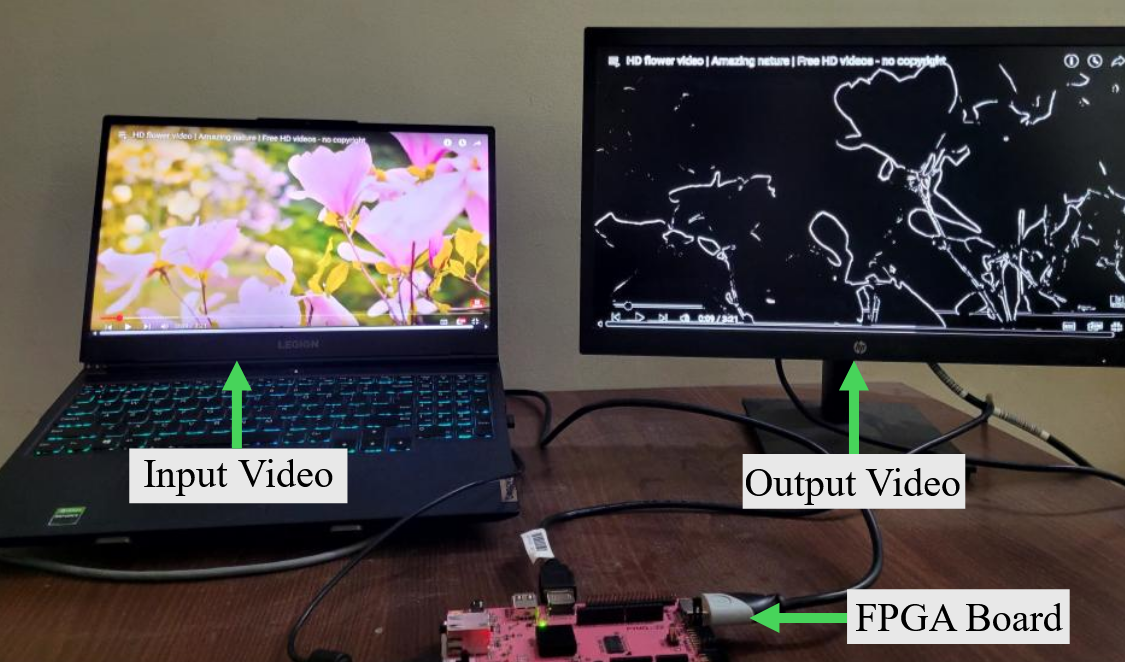 HD flower video | Amazing nature | Free HD videos - no copyright
HD flower video | Amazing nature | Free HD videos - no copyright
0:09 / 3:21
LEGION
hp
Input Video
Output Video
FPGA Board